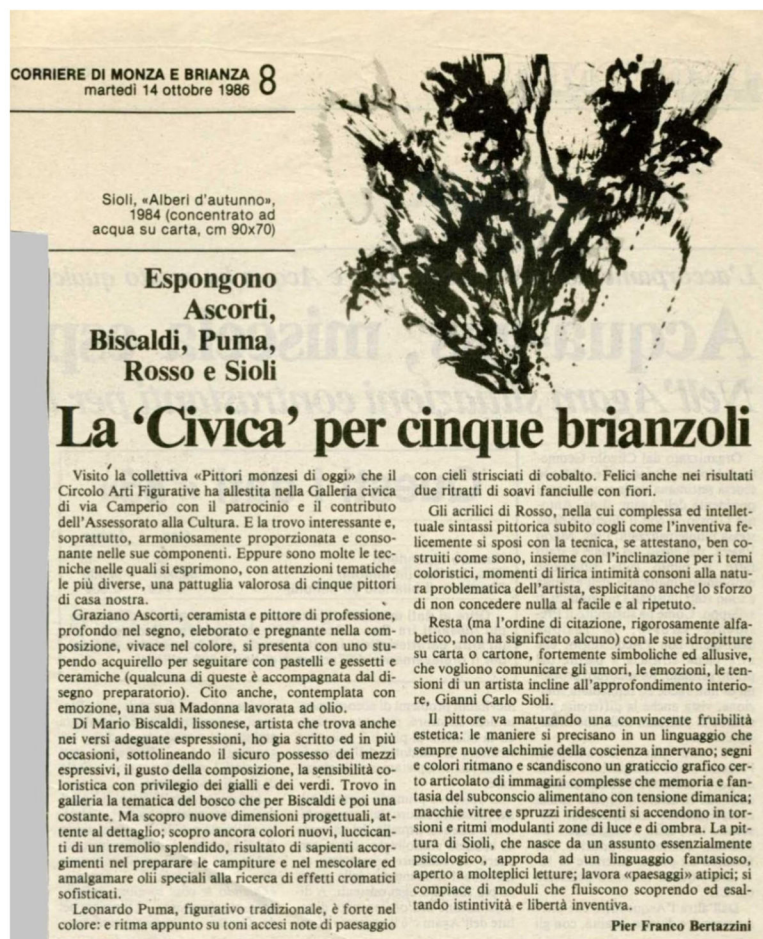 CORRIERE DI MONZA E BRIANZA 8
martedì 14 ottobre 1986
Sioli, «Alberi d'autunno»,
1984 (concentrato ad
acqua su carta, cm 90x70)
Espongono
Ascorti,
Biscaldi, Puma,
Rosso e Sioli
La ‘Civica’ per cinque brianzoli
Visito la collettiva «Pittori monzesi di oggi» che il
Circolo Arti Figurative ha allestita nella Galleria civica
di via Camperio con il patrocinio e il contributo
dell'Assessorato alla Cultura. E la trovo interessante e,
soprattutto, armoniosamente proporzionata e conso-
nante nelle sue componenti. Eppure sono molte le tec-
niche nelle quali si esprimono, con attenzioni tematiche
le più diverse, una pattuglia valorosa di cinque pittori
di casa nostra.
Graziano Ascorti, ceramista e pittore di professione,
profondo nel segno, eleborato e pregnante nella com-
posizione, vivace nel colore, si presenta con uno stu-
pendo acquirello per seguitare con pastelli e gessetti e
ceramiche (qualcuna di queste è accompagnata dal di-
segno preparatorio). Cito anche, contemplata con
emozione, una sua Madonna lavorata ad olio.
Di Mario Biscaldi, lissonese, artista che trova anche
nei versi adeguate espressioni, ho gia scritto ed in più
occasioni, sottolineando il sicuro possesso dei mezzi
espressivi, il gusto della composizione, la sensibilità co-
loristica con privilegio dei gialli e dei verdi. Trovo in
galleria la tematica del bosco che per Biscaldi è poi una
costante. Ma scopro nuove dimensioni progettuali, at-
tente al dettaglio; scopro ancora colori nuovi, luccican-
ti di un tremolio splendido, risultato di sapienti accor-
gimenti nel preparare le campiture e nel mescolare ed
amalgamare olii speciali alla ricerca di effetti cromatici
sofisticati.
Leonardo Puma, figurativo tradizionale, è forte nel
colore: e ritma appunto su toni accesi note di paesaggio
con cieli strisciati di cobalto. Felici anche nei risultati
due ritratti di soavi fanciulle con fiori.
Gli acrilici di Rosso, nella cui complessa ed intellet-
tuale sintassi pittorica subito cogli come l'inventiva fe-
licemente si sposi con la tecnica, se attestano, ben co-
struiti come sono, insieme con l'inclinazione per i temi
coloristici, momenti di lirica intimità consoni alla natu-
ra problematica dell'artista, esplicitano anche lo sforzo
di non concedere nulla al facile e al ripetuto.
Resta (ma l'ordine di citazione, rigorosamente alfa-
betico, non ha significato alcuno) con le sue idropitture
su carta o cartone, fortemente simboliche ed allusive,
che vogliono comunicare gli umori, le emozioni, le ten-
sioni di un artista incline all'approfondimento interio-
re, Gianni Carlo Sioli.
Il pittore va maturando una convincente fruibilità
estetica: le maniere si precisano in un linguaggio che
sempre nuove alchimie della coscienza innervano; segni
e colori ritmano e scandiscono un graticcio grafico cer-
to articolato di immagini complesse che memoria e fan-
tasia del subconscio alimentano con tensione dimanica;
macchie vitree e spruzzi iridescenti si accendono in tor-
sioni e ritmi modulanti zone di luce e di ombra. La pit-
tura di Sioli, che nasce da un assunto essenzialmente
psicologico, approda ad un linguaggio fantasioso,
aperto a molteplici letture; lavora «paesaggi» atipici; si
compiace di moduli che fluiscono scoprendo ed esal-
tando istintività e libertà inventiva.
Pier Franco Bertazzini